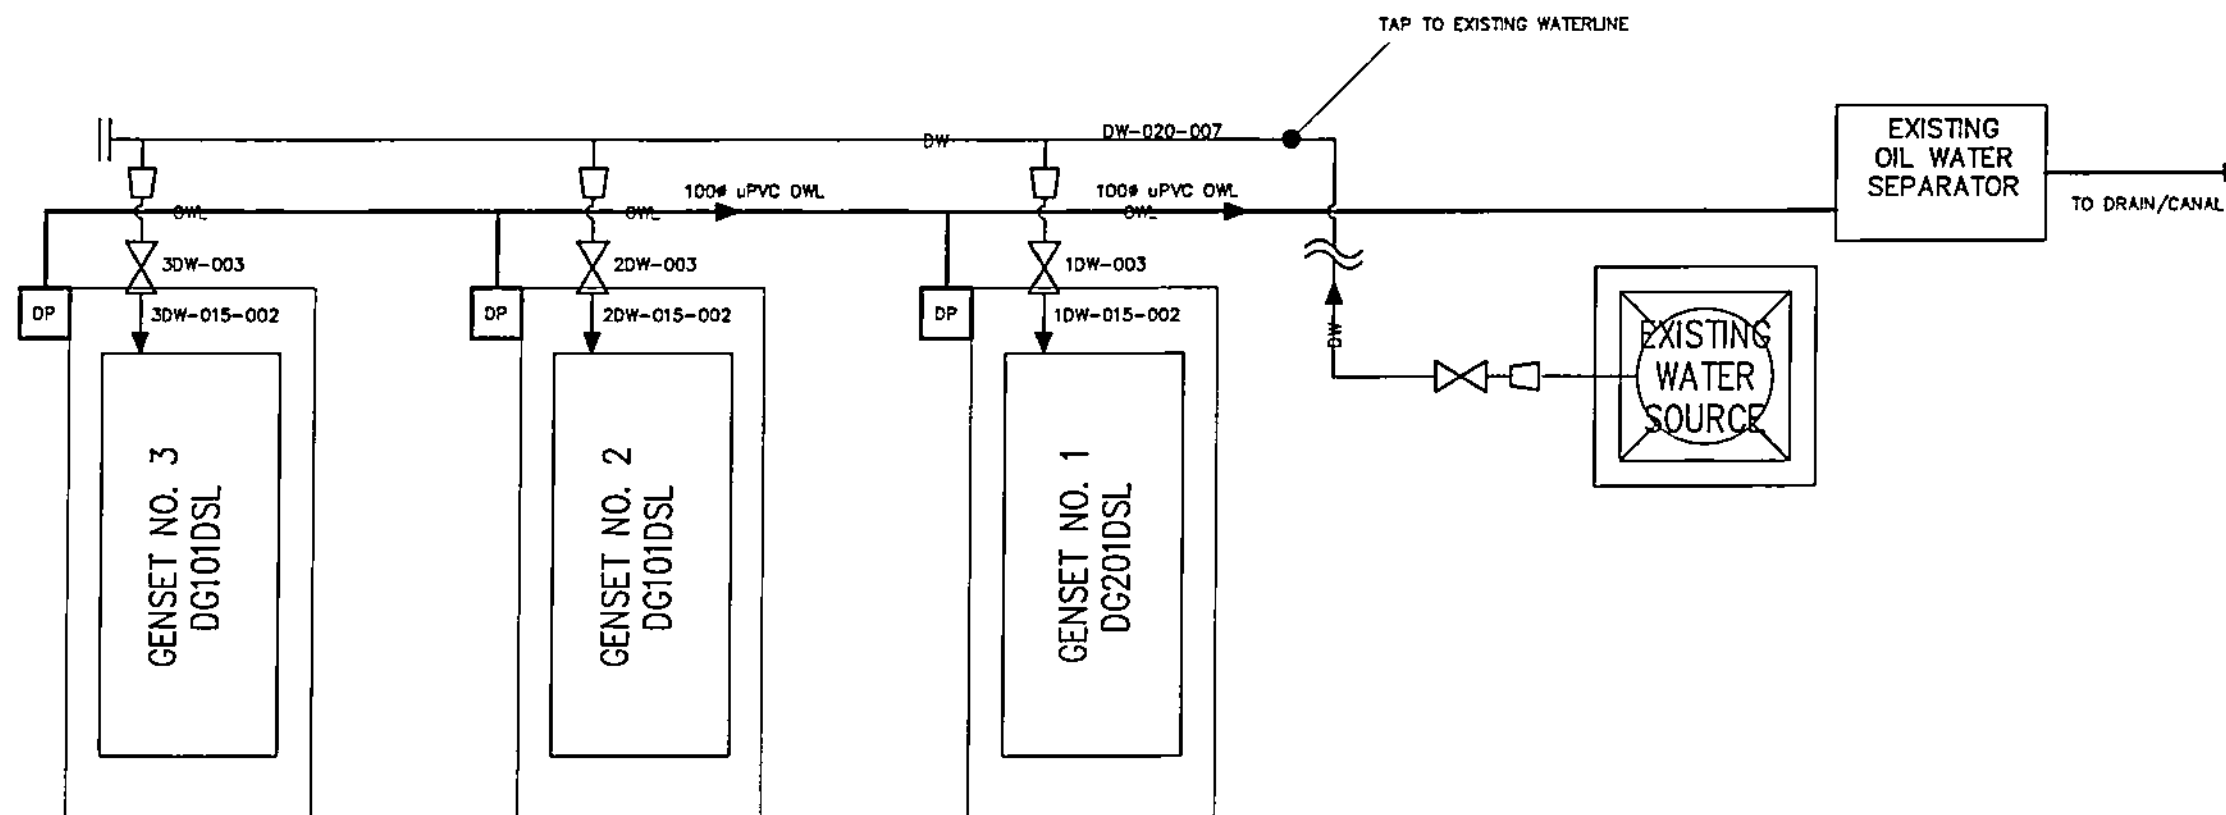 TAP TO EXISTING WATERLINE
DW
DW-020-007
EXISTING
OIL WATER
SEPARATOR
TO DRAIN/CANAL
100ø uPVC OWL
100ø uPVC OWL
OWL
OWL
OWL
3DW-003
2DW-003
1DW-003
DP
3DW-015-002
DP
2DW-015-002
DP
1DW-015-002
DW
EXISTING
WATER
SOURCE
GENSET NO. 3
DG101DSL
GENSET NO. 2
DG101DSL
GENSET NO. 1
DG201DSL